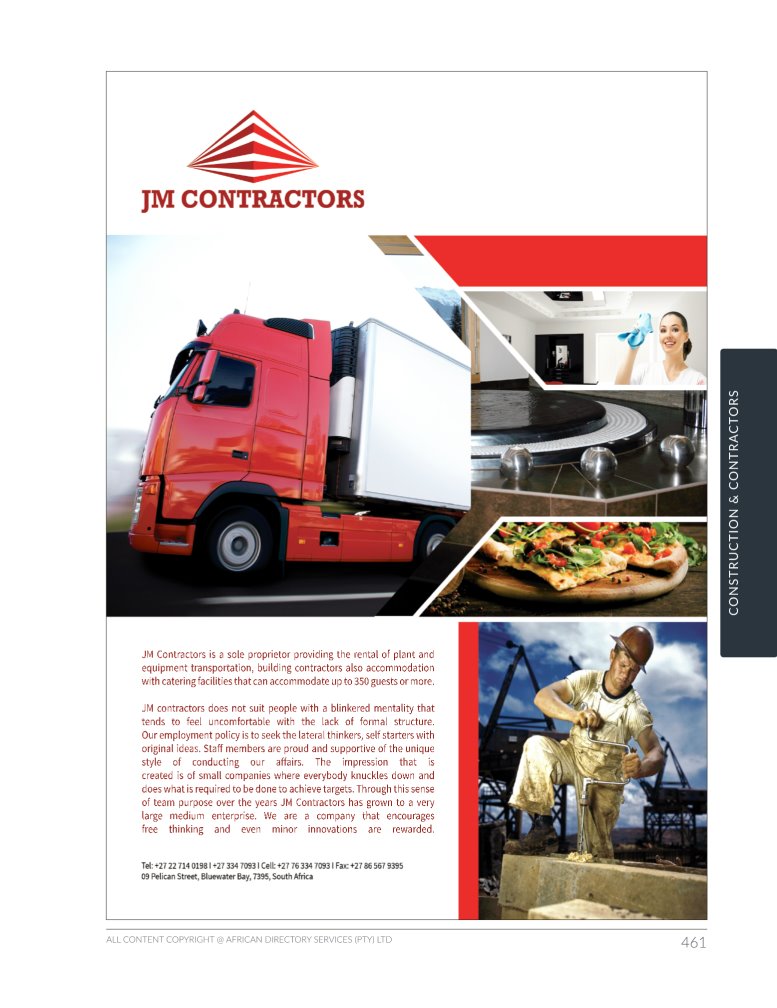 JM CONTRACTORS
CONSTRUCTION & CONTRACTORS
JM Contractors is a sole proprietor providing the rental of plant and
equipment transportation, building contractors also accommodation
with catering facilities that can accommodate up to 350 guests or more.
JM contractors does not suit people with a blinkered mentality that
tends to feel uncomfortable with the lack of formal structure.
Our employment policy is to seek the lateral thinkers, self starters with
original ideas. Staff members are proud and supportive of the unique
style of conducting our affairs. The impression that is
created is of small companies where everybody knuckles down and
does what is required to be done to achieve targets. Through this sense
of team purpose over the years JM Contractors has grown to a very
large medium enterprise. We are a company that encourages
free thinking and even minor innovations are rewarded.
Tel: +27 22 714 0198 I +27 334 7093 I Cell: +27 76 334 7093 I Fax: +27 86 567 9395
09 Pelican Street, Bluewater Bay, 7395, South Africa
ALL CONTENT COPYRIGHT @ AFRICAN DIRECTORY SERVICES (PTY) LTD
461